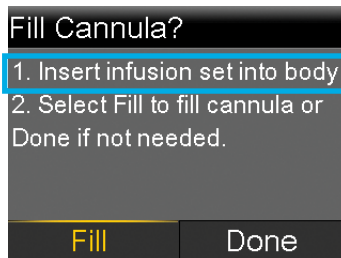 Fill Cannula?
1. Insert infusion set into body
2. Select Fill to fill cannula or
Done if not needed.
Fill
Done